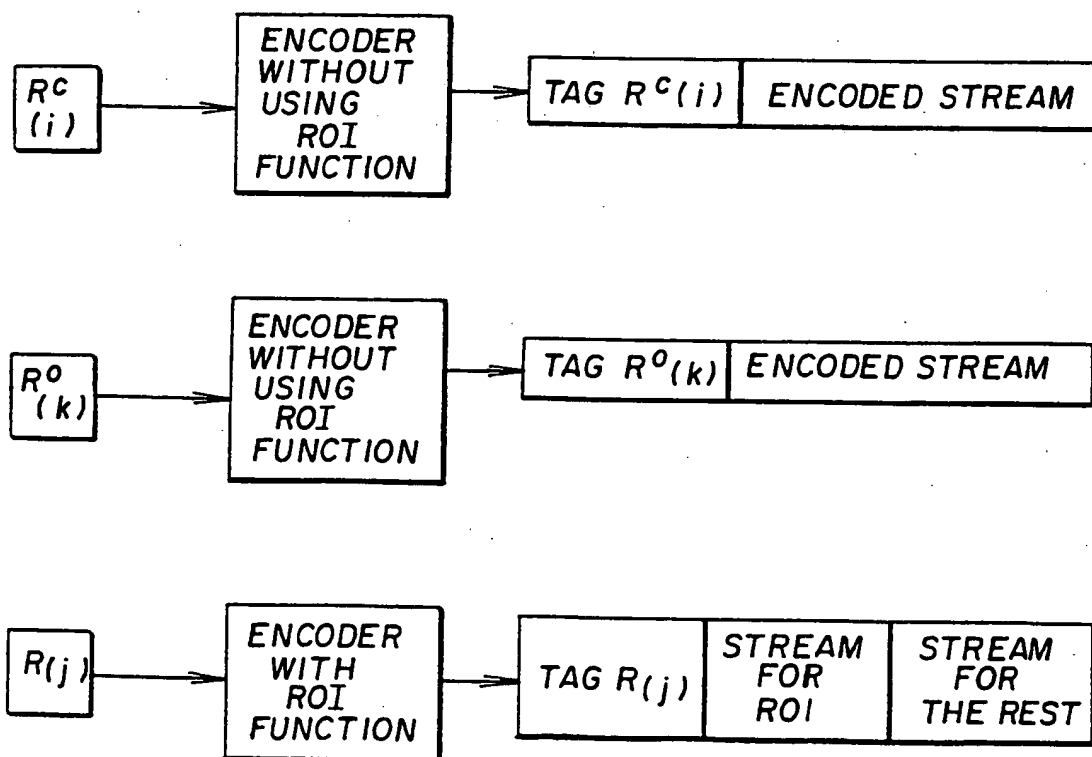 R^c
(i)
ENCODER
WITHOUT
USING
ROI
FUNCTION
TAG R^c(i)
ENCODED STREAM
R^o
(k)
ENCODER
WITHOUT
USING
ROI
FUNCTION
TAG R^o(k)
ENCODED STREAM
R(j)
ENCODER
WITH
ROI
FUNCTION
TAG R(j)
STREAM
FOR
ROI
STREAM
FOR
THE REST